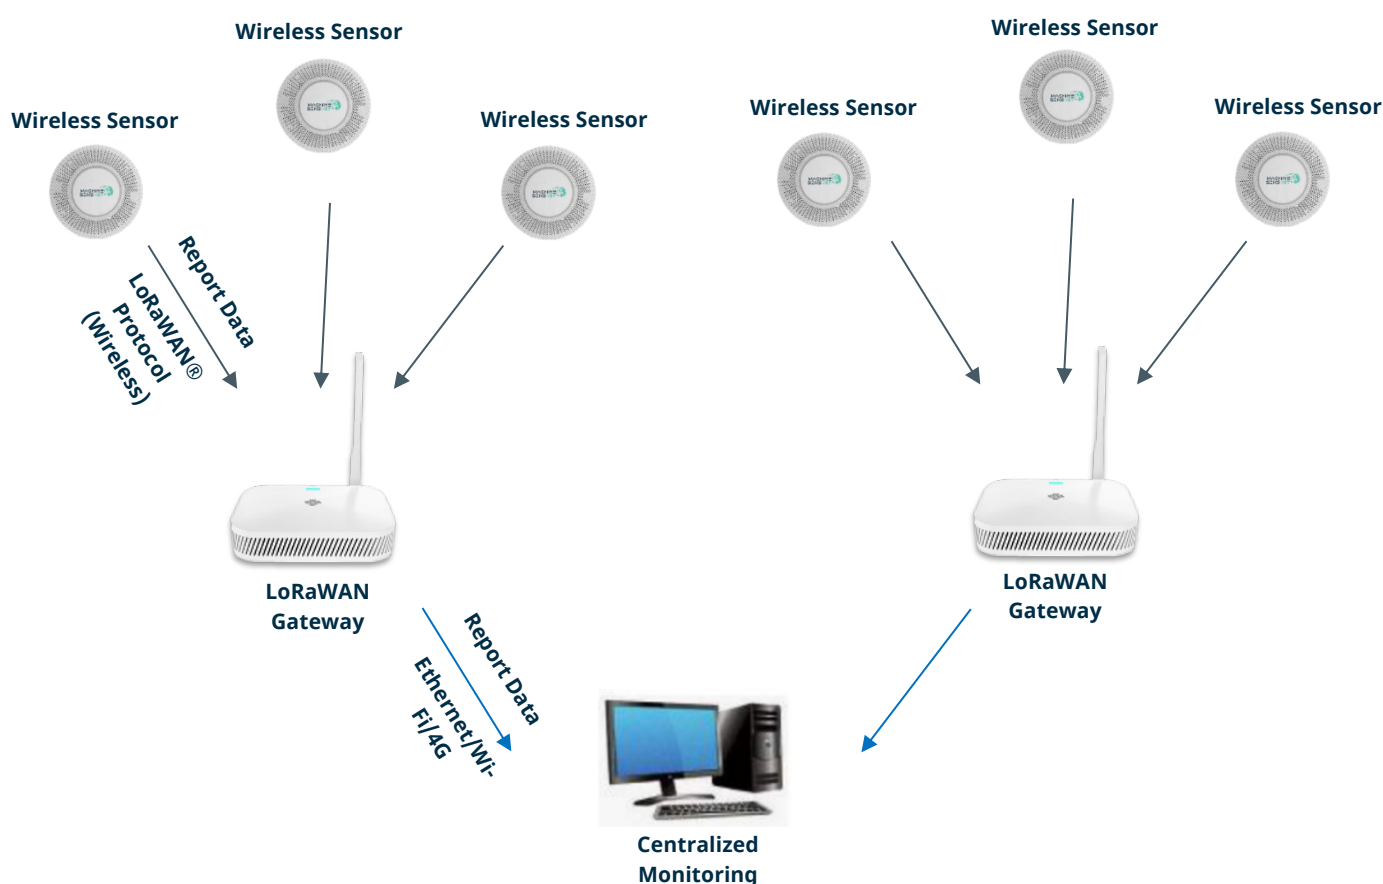 Wireless Sensor
Wireless Sensor
Wireless Sensor
Wireless Sensor
Wireless Sensor
Wireless Sensor
Report Data
LoRaWAN®
Protocol
(Wireless)
LoRaWAN
Gateway
LoRaWAN
Gateway
Report Data
Ethernet/Wi-
Fi/4G
Centralized
Monitoring